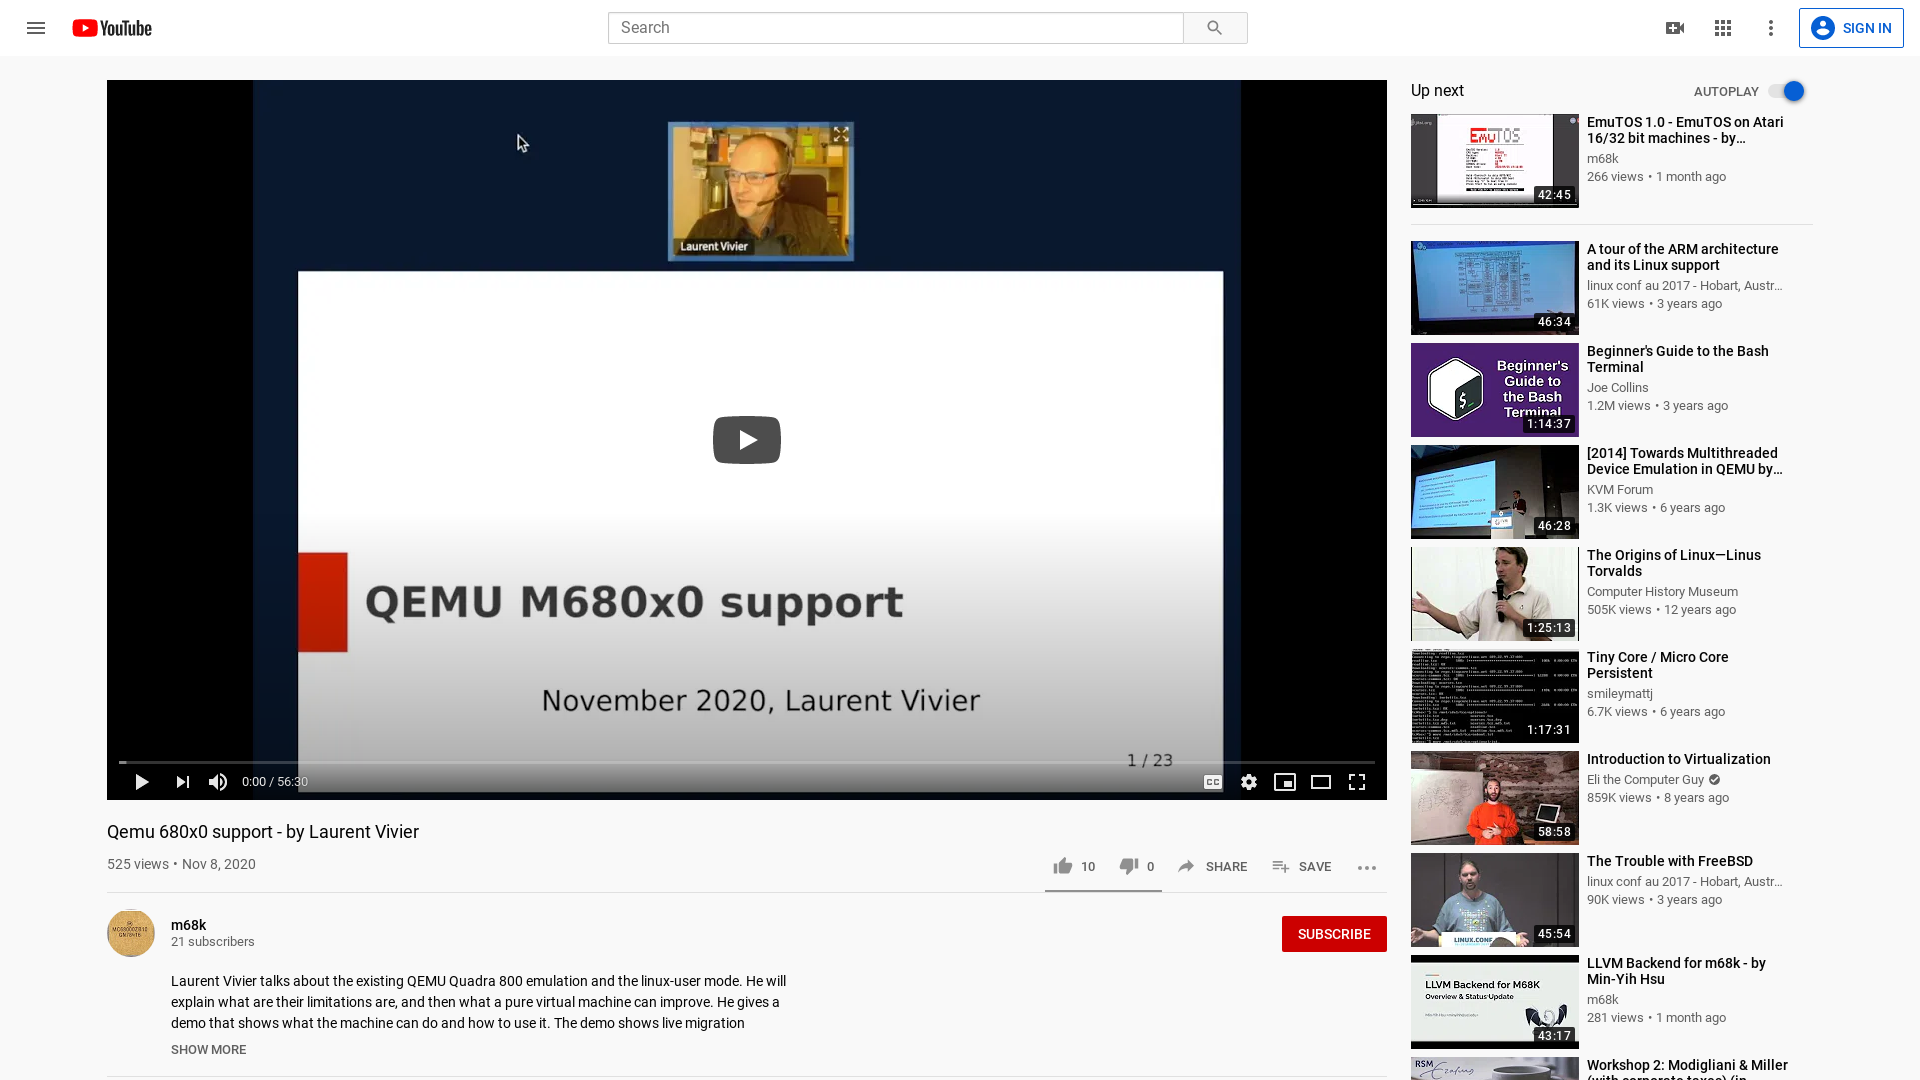 YouTube
Search
SIGN IN
Laurent Vivier
QEMU M680x0 support
November 2020, Laurent Vivier
1 / 23
0:00 / 56:30
CC
Qemu 680x0 support - by Laurent Vivier
525 views • Nov 8, 2020
10
0
SHARE
SAVE
m68k
21 subscribers
SUBSCRIBE
Laurent Vivier talks about the existing QEMU Quadra 800 emulation and the linux-user mode. He will
explain what are their limitations are, and then what a pure virtual machine can improve. He gives a
demo that shows what the machine can do and how to use it. The demo shows live migration
SHOW MORE
Up next
AUTOPLAY
EmuTOS
42:45
EmuTOS 1.0 - EmuTOS on Atari
16/32 bit machines - by...
m68k
266 views • 1 month ago
46:34
A tour of the ARM architecture
and its Linux support
linux conf au 2017 - Hobart, Austr...
61K views • 3 years ago
Beginner's
Guide to
the Bash
Terminal
1:14:37
Beginner's Guide to the Bash
Terminal
Joe Collins
1.2M views • 3 years ago
46:28
[2014] Towards Multithreaded
Device Emulation in QEMU by...
KVM Forum
1.3K views • 6 years ago
1:25:13
The Origins of Linux—Linus
Torvalds
Computer History Museum
505K views • 12 years ago
1:17:31
Tiny Core / Micro Core
Persistent
smileymattj
6.7K views • 6 years ago
58:58
Introduction to Virtualization
Eli the Computer Guy
859K views • 8 years ago
LINUX.CONF
45:54
The Trouble with FreeBSD
linux conf au 2017 - Hobart, Austr...
90K views • 3 years ago
LLVM Backend for M68K
Overview & Status Update
43:17
LLVM Backend for m68k - by
Min-Yih Hsu
m68k
281 views • 1 month ago
RSM
Erasmus
Workshop 2: Modigliani & Miller
(with corporate taxes) (in